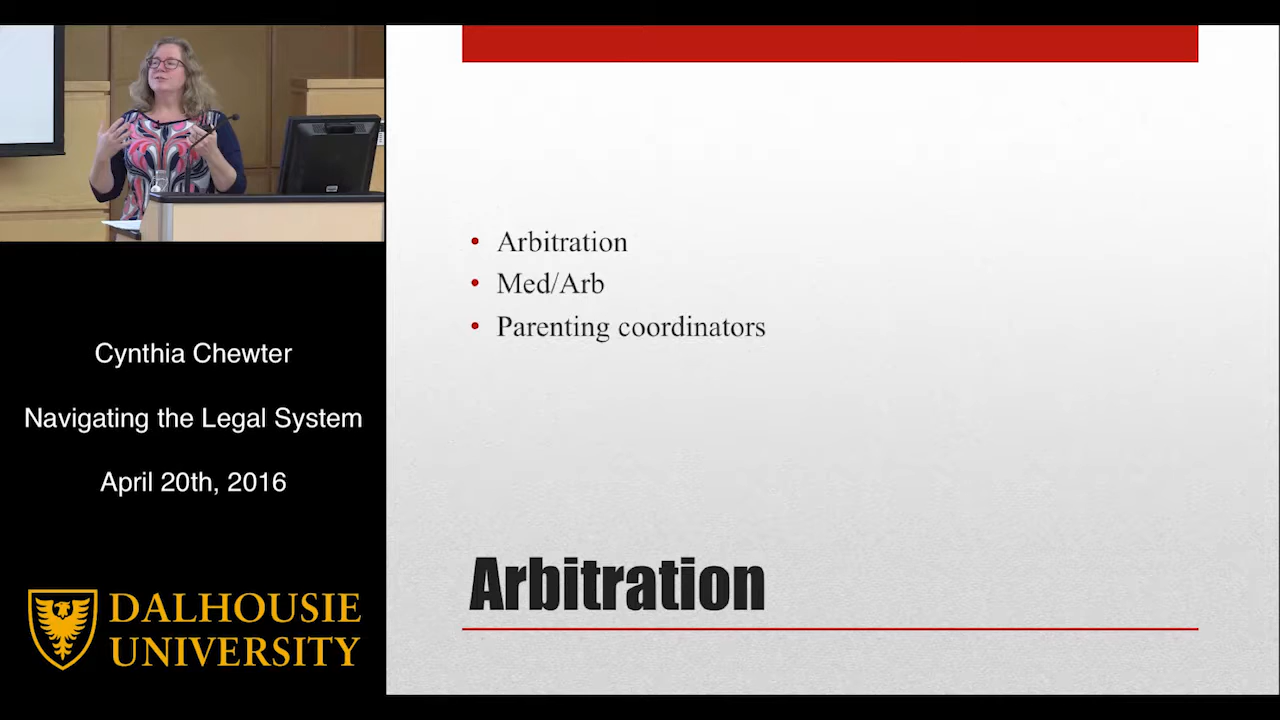 Cynthia Chewter
Navigating the Legal System
April 20th, 2016
DALHOUSIE
UNIVERSITY
• Arbitration
• Med/Arb
• Parenting coordinators
Arbitration